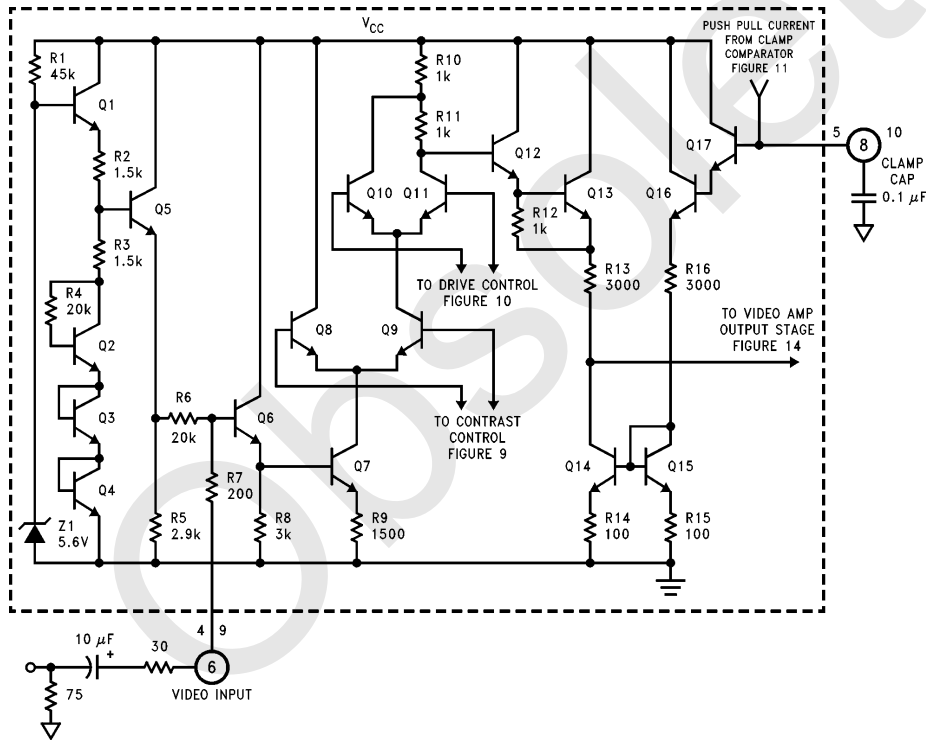 V_CC
PUSH PULL CURRENT
FROM CLAMP
COMPARATOR
FIGURE 11
R1
45k
Q1
R2
1.5k
Q5
R3
1.5k
R4
20k
Q2
Q3
Q4
Z1
5.6V
R5
2.9k
R6
20k
R7
200
Q6
R8
3k
Q7
R9
1500
Q8
Q9
TO CONTRAST
CONTROL
FIGURE 9
R10
1k
R11
1k
Q10
Q11
TO DRIVE CONTROL
FIGURE 10
Q12
R12
1k
Q13
R13
3000
Q16
Q17
R16
3000
TO VIDEO AMP
OUTPUT STAGE
FIGURE 14
Q14
Q15
R14
100
R15
100
5
8
10
CLAMP
CAP
0.1 μF
4
9
10 μF
+
30
6
75
VIDEO INPUT
Obsolete